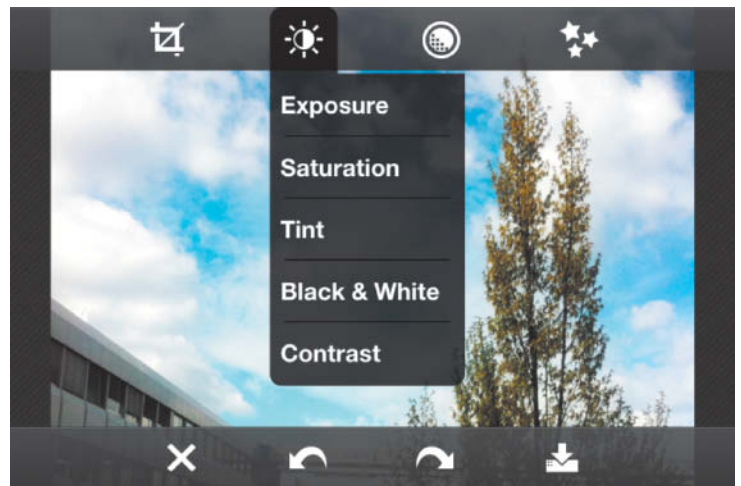 Exposure
Saturation
Tint
Black & White
Contrast